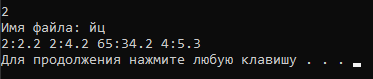 2
Имя файла: йц
2:2.2 2:4.2 65:34.2 4:5.3
Для продолжения нажмите любую клавишу . . .